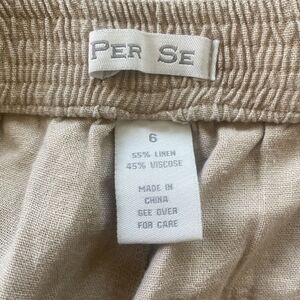 PER SE
6
55% LINEN
45% VISCOSE
MADE IN
CHINA
SEE OVER
FOR CARE